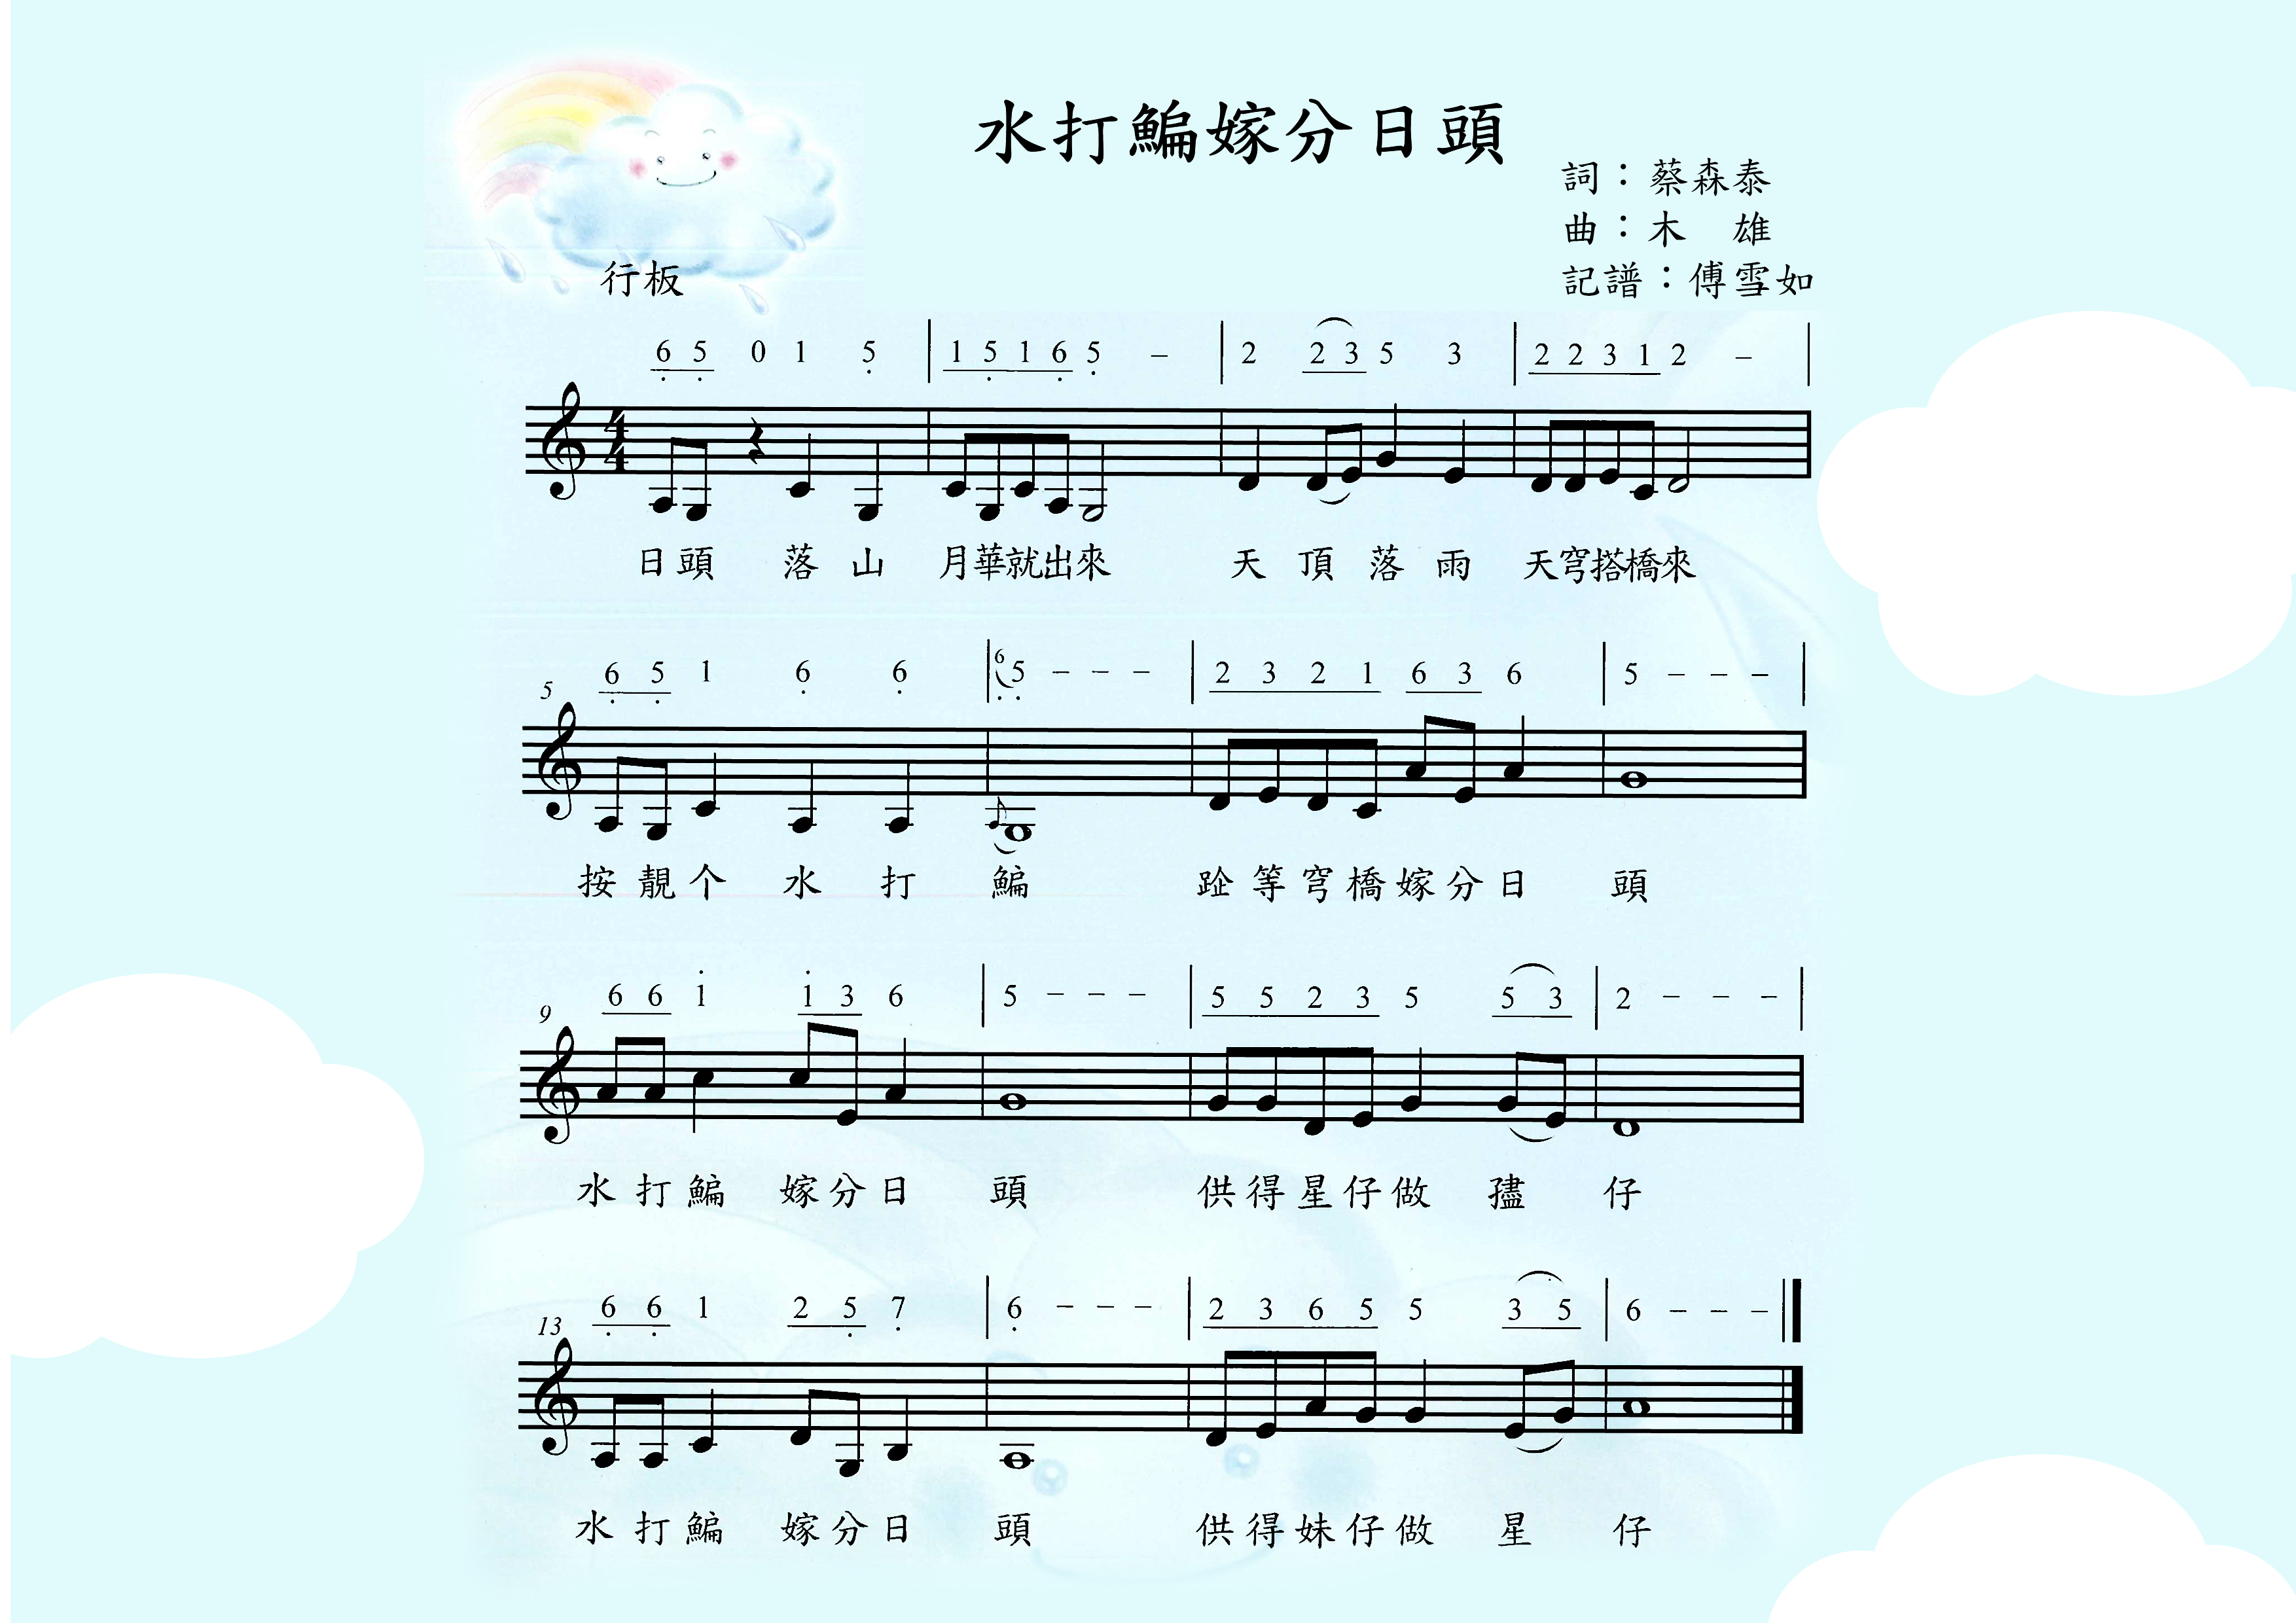 水打鯿嫁分日頭
詞：蔡森泰
曲：木 雄
記譜：傅雪如
行板
6 5 0 1 5 | 1 5 1 6 5 － | 2 2 3 5 3 | 2 2 3 1 2 － |
4 4
日頭 落 山 月華就出來 天 頂 落 雨 天穹搭橋來
5
6 5 1 6 6 | 6 5 － － － | 2 3 2 1 6 3 6 | 5 － － － |
按 靚 个 水 打 鯿 趾 等 穹 橋 嫁 分 日 頭
9
6 6 1 1 3 6 | 5 － － － | 5 5 2 3 5 5 3 | 2 － － － |
水 打 鯿 嫁 分 日 頭 供 得 星 仔 做 孻 仔
13
6 6 1 2 5 7 | 6 － － － | 2 3 6 5 5 3 5 | 6 － － － |
水 打 鯿 嫁 分 日 頭 供 得 妹 仔 做 星 仔